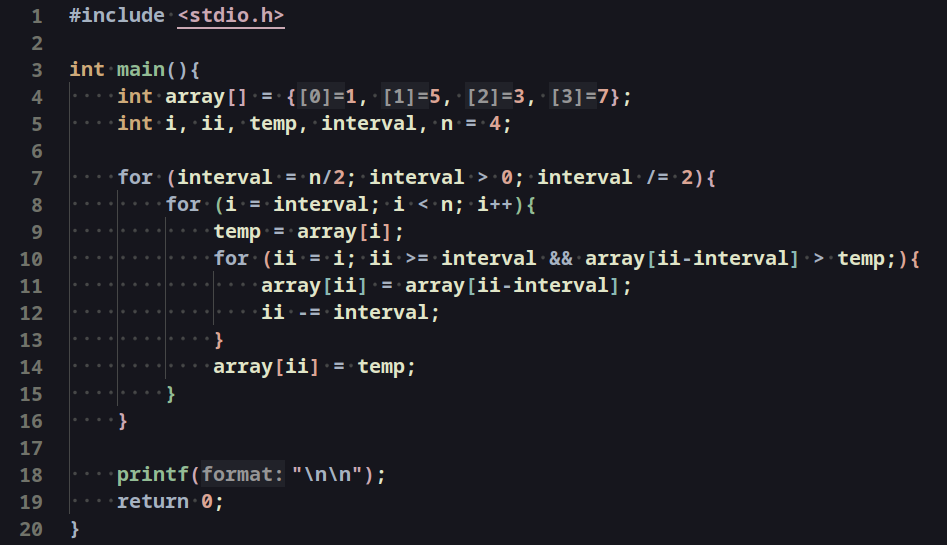 1 #include <stdio.h>
2
3 int main(){
4     int array[] = {[0]=1, [1]=5, [2]=3, [3]=7};
5     int i, ii, temp, interval, n = 4;
6
7     for (interval = n/2; interval > 0; interval /= 2){
8         for (i = interval; i < n; i++){
9             temp = array[i];
10             for (ii = i; ii >= interval && array[ii-interval] > temp;){
11                 array[ii] = array[ii-interval];
12                 ii -= interval;
13             }
14             array[ii] = temp;
15         }
16     }
17
18     printf(format: "\n\n");
19     return 0;
20 }